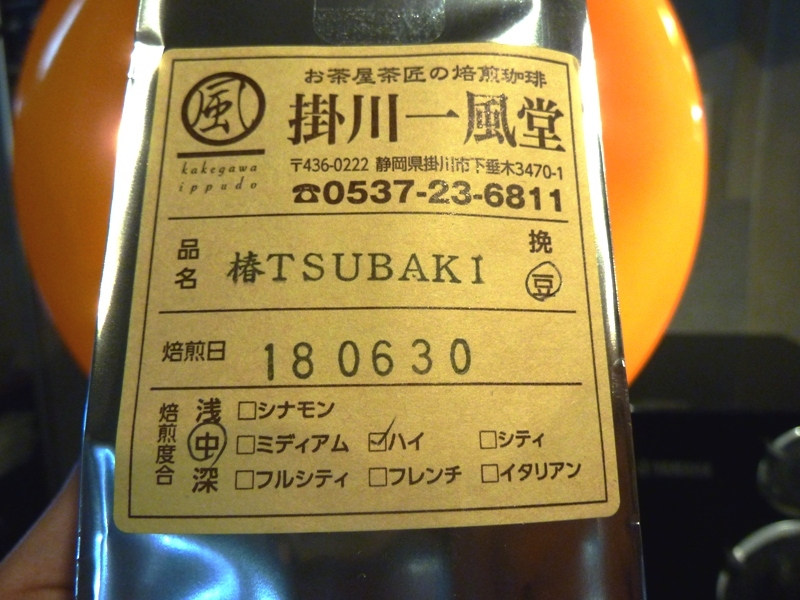 お茶屋茶匠の焙煎珈琲
風
掛川一風堂
kakegawa
ippudo
〒436-0222 静岡県掛川市下垂木3470-1
☎0537-23-6811
品名
椿TSUBAKI
挽
豆
焙煎日
180630
焙煎度合
浅 □シナモン
中 □ミディアム ☑ハイ □シティ
深 □フルシティ □フレンチ □イタリアン